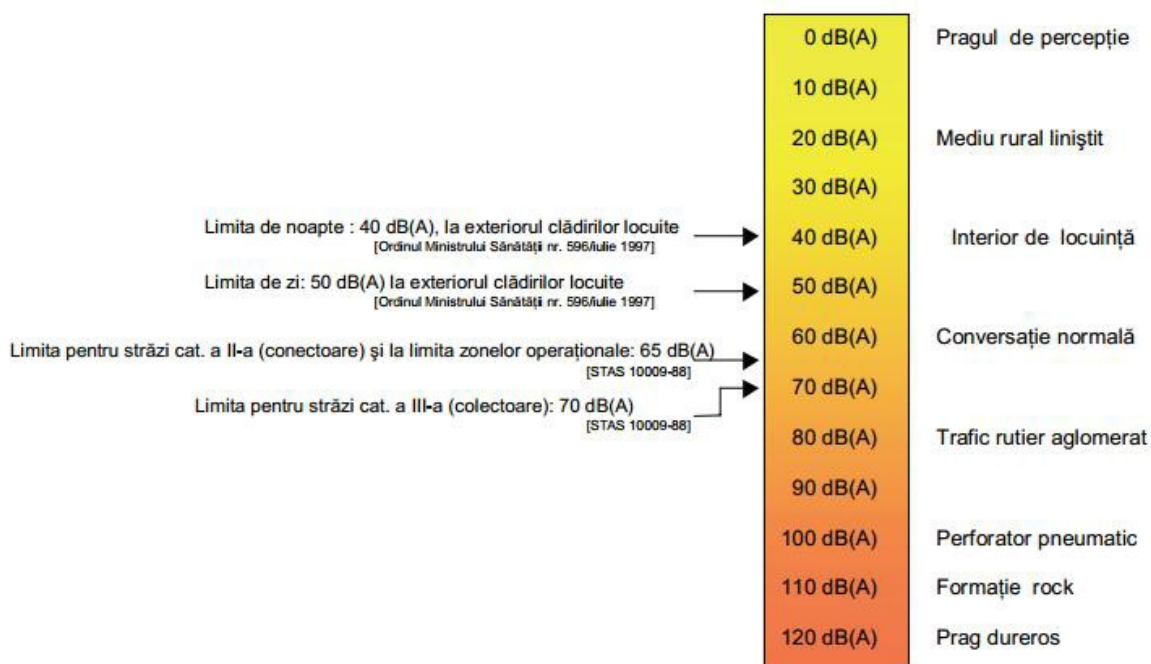 0 dB(A) Pragul de percepție
10 dB(A)
20 dB(A) Mediu rural liniştit
30 dB(A)
Limita de noapte : 40 dB(A), la exteriorul clădirilor locuite
[Ordinul Ministrului Sănătății nr. 596/iulie 1997]
40 dB(A) Interior de locuință
Limita de zi: 50 dB(A) la exteriorul clădirilor locuite
[Ordinul Ministrului Sănătății nr. 596/iulie 1997]
50 dB(A)
60 dB(A) Conversație normală
Limita pentru străzi cat. a II-a (conectoare) şi la limita zonelor operaționale: 65 dB(A)
[STAS 10009-88]
70 dB(A)
Limita pentru străzi cat. a III-a (colectoare): 70 dB(A)
[STAS 10009-88]
80 dB(A) Trafic rutier aglomerat
90 dB(A)
100 dB(A) Perforator pneumatic
110 dB(A) Formație rock
120 dB(A) Prag dureros